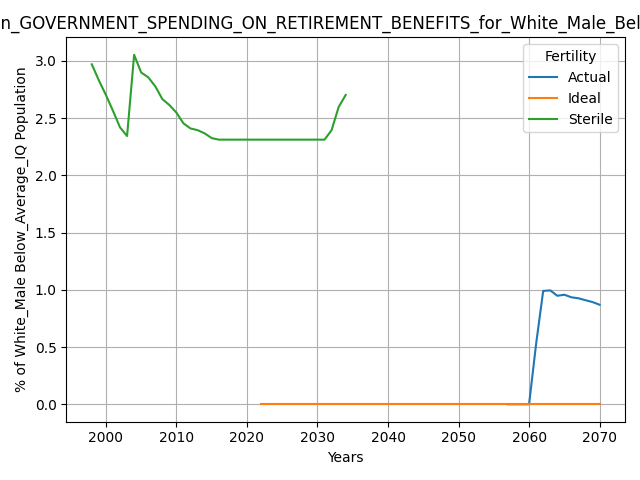 n_GOVERNMENT_SPENDING_ON_RETIREMENT_BENEFITS_for_White_Male_Bel
Fertility
Actual
Ideal
Sterile
% of White_Male Below_Average_IQ Population
3.0
2.5
2.0
1.5
1.0
0.5
0.0
2000 2010 2020 2030 2040 2050 2060 2070
Years